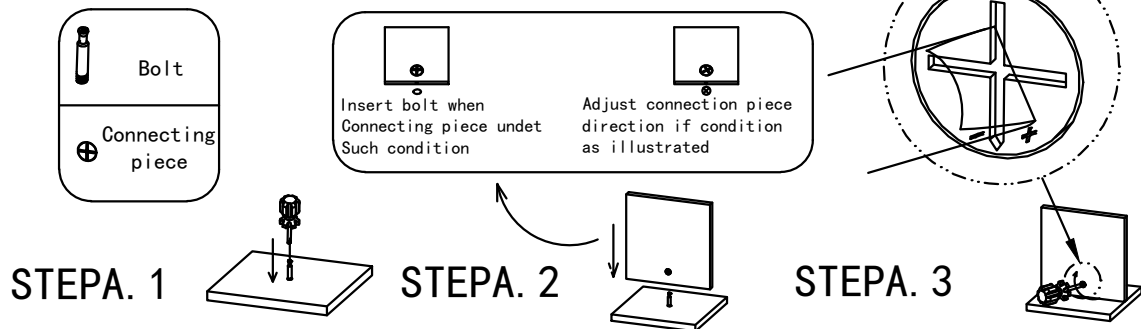 Bolt
Connecting
piece
Insert bolt when
Connecting piece undet
Such condition
Adjust connection piece
direction if condition
as illustrated
- +
STEPA. 1
STEPA. 2
STEPA. 3